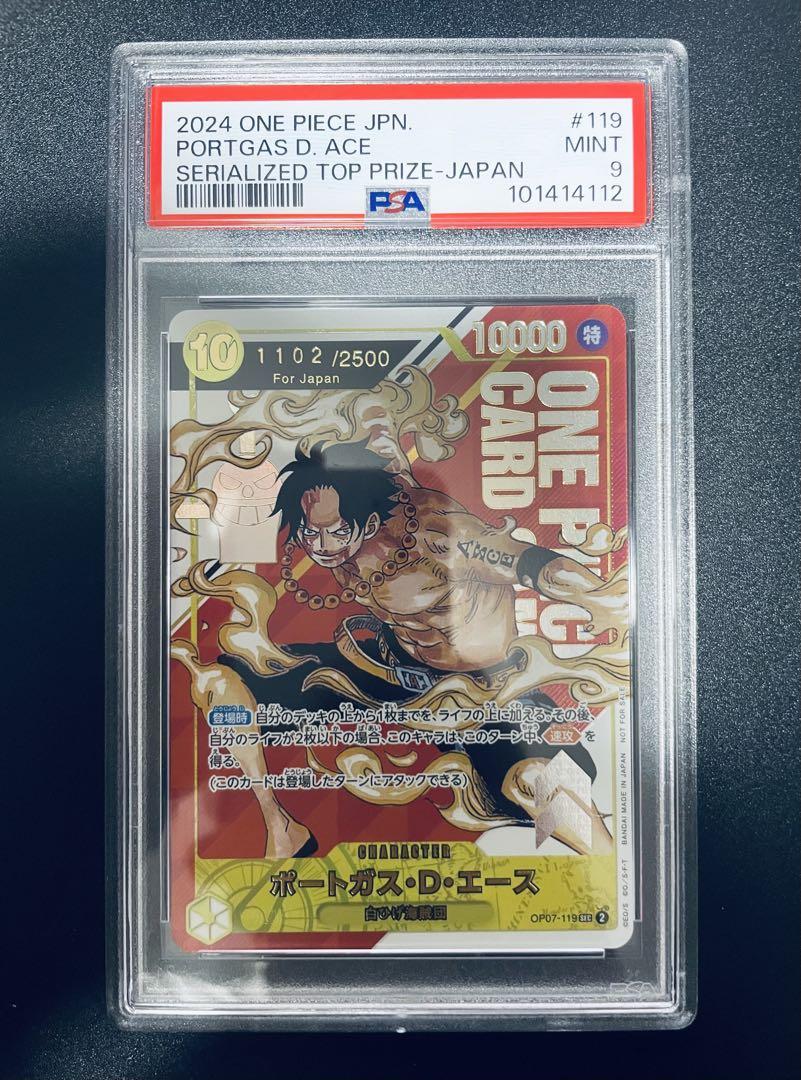 2024 ONE PIECE JPN. #119
PORTGAS D. ACE MINT
SERIALIZED TOP PRIZE-JAPAN 9
PSA 101414112
10 1102/2500 10000 特
For Japan
ONE PIECE
CARD
ACE
登場時 自分のデッキの上から1枚までを、ライフの上に加える。その後、
自分のライフが2枚以下の場合、このキャラは、このターン中、速攻 を
得る。
(このカードは登場したターンにアタックできる)
CHARACTER
ポートガス・D・エース
白ひげ海賊団
OP07-119 SEC 2
©E.O/S ©O/S・F・T BANDAI MADE IN JAPAN NOT FOR SALE
PSA